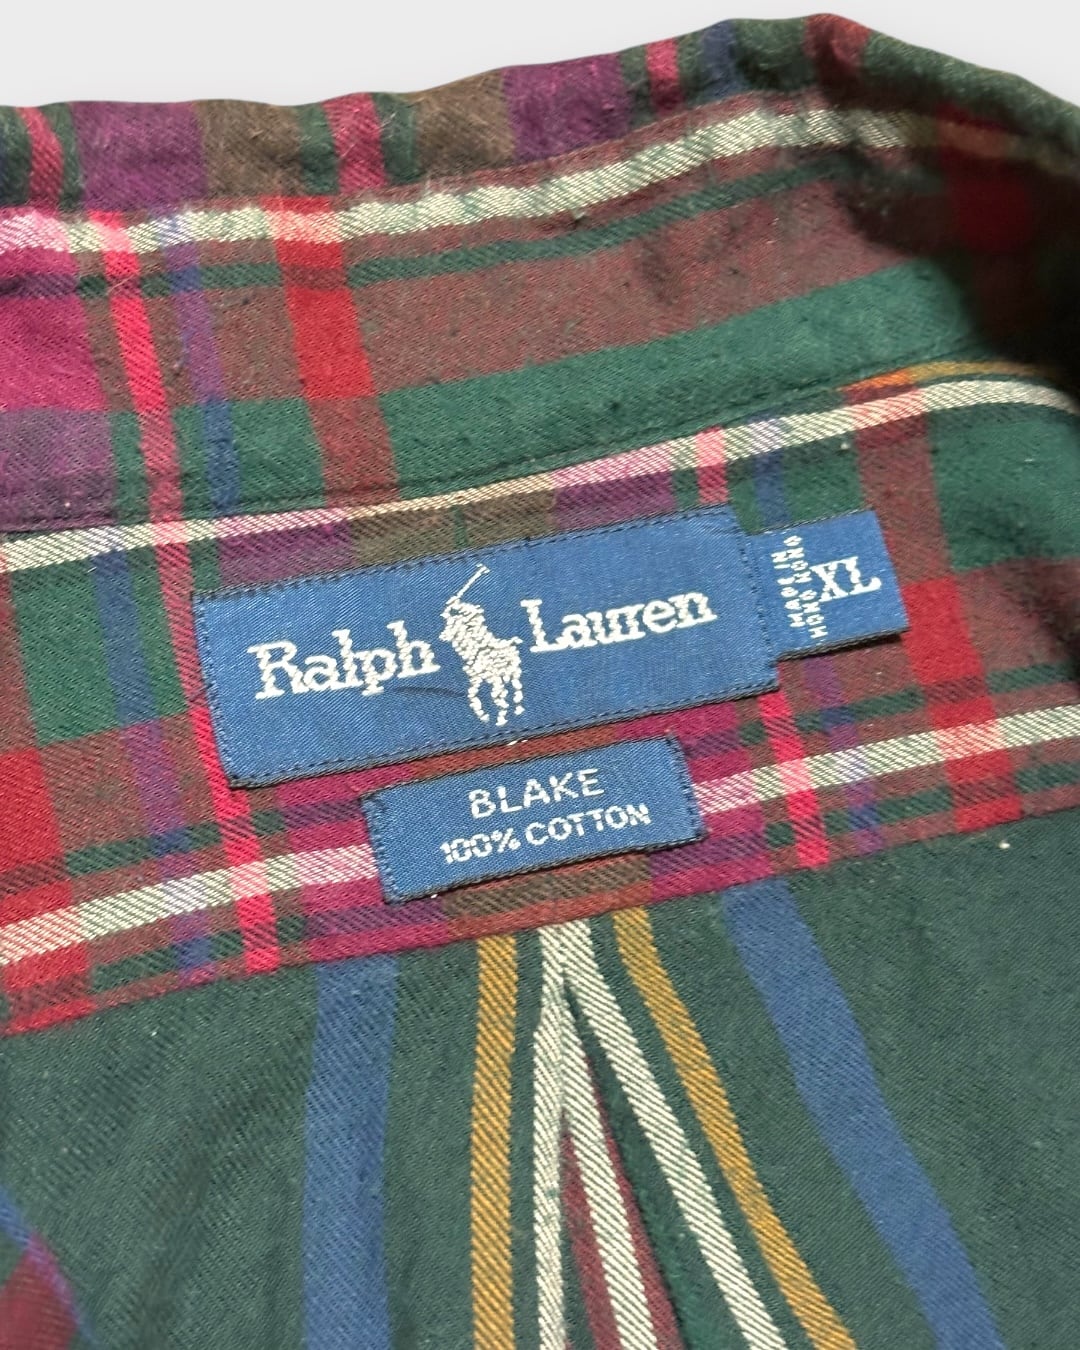 Ralph Lauren
MADE IN
HONG KONG
XL
BLAKE
100% COTTON